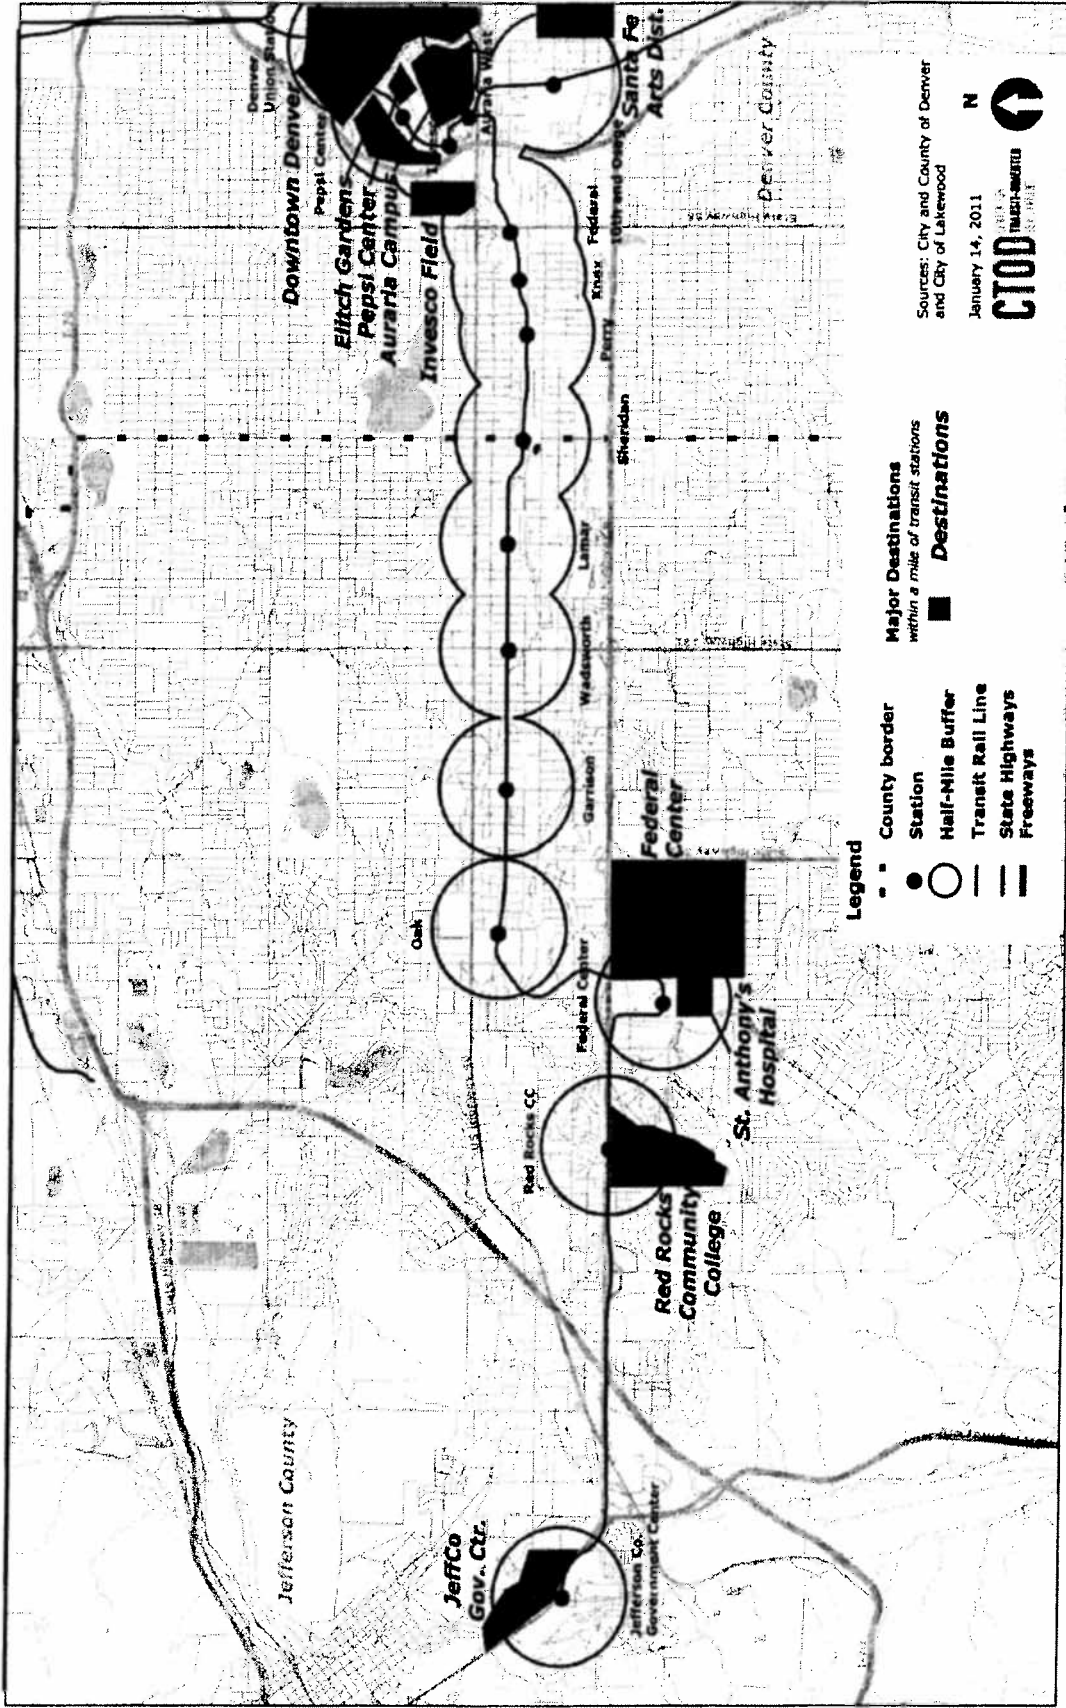 Denver
Union Station
Downtown Denver
Pepsi Center
Elitch Gardens
Pepsi Center
Auraria Campus
Invesco Field
Auraria West
Santa Fe
Arts Dist.
10th and Osage
Federal
Knox
Perry
Sheridan
Lamar
Wadsworth
Garrison
Oak
Federal
Center
Federal Center
St. Anthony's
Hospital
Red Rocks CC
Red Rocks
Community
College
JeffCo
Gov. Ctr.
Jefferson Co.
Government Center
Jefferson County
Denver County
Legend
County border
Station
Half-Mile Buffer
Transit Rail Line
State Highways
Freeways
Major Destinations
within a mile of transit stations
Destinations
Sources: City and County of Denver
and City of Lakewood
January 14, 2011
N
CTOD